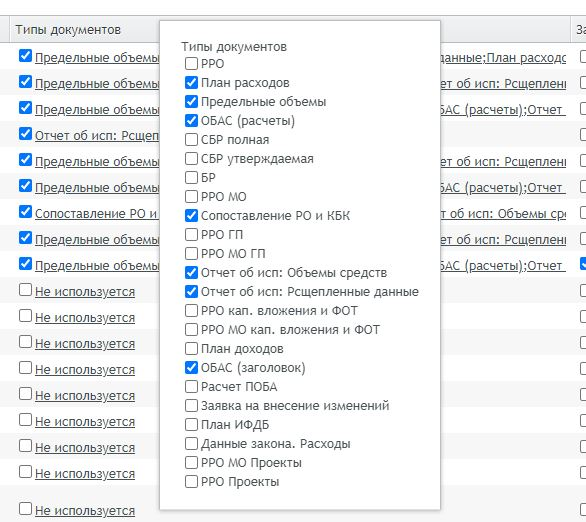 Типы документов
За
Типы документов
РРО
План расходов
Предельные объемы
ОБАС (расчеты)
СБР полная
СБР утверждаемая
БР
РРО МО
Сопоставление РО и КБК
РРО ГП
РРО МО ГП
Отчет об исп: Объемы средств
Отчет об исп: Рсщепленные данные
РРО кап. вложения и ФОТ
РРО МО кап. вложения и ФОТ
План доходов
ОБАС (заголовок)
Расчет ПОБА
Заявка на внесение изменений
План ИФДБ
Данные закона. Расходы
РРО МО Проекты
РРО Проекты
Предельные объемы данные;План расходо
Предельные объемы ет об исп: Рсщеплен
Предельные объемы БАС (расчеты);Отчет
Отчет об исп: Рсщеп
Предельные объемы ет об исп: Рсщеплен
Предельные объемы БАС (расчеты);Отчет
Сопоставление РО и т об исп: Объемы сре
Предельные объемы ет об исп: Рсщеплен
Предельные объемы БАС (расчеты);Отчет
Не используется
Не используется
Не используется
Не используется
Не используется
Не используется
Не используется
Не используется
Не используется